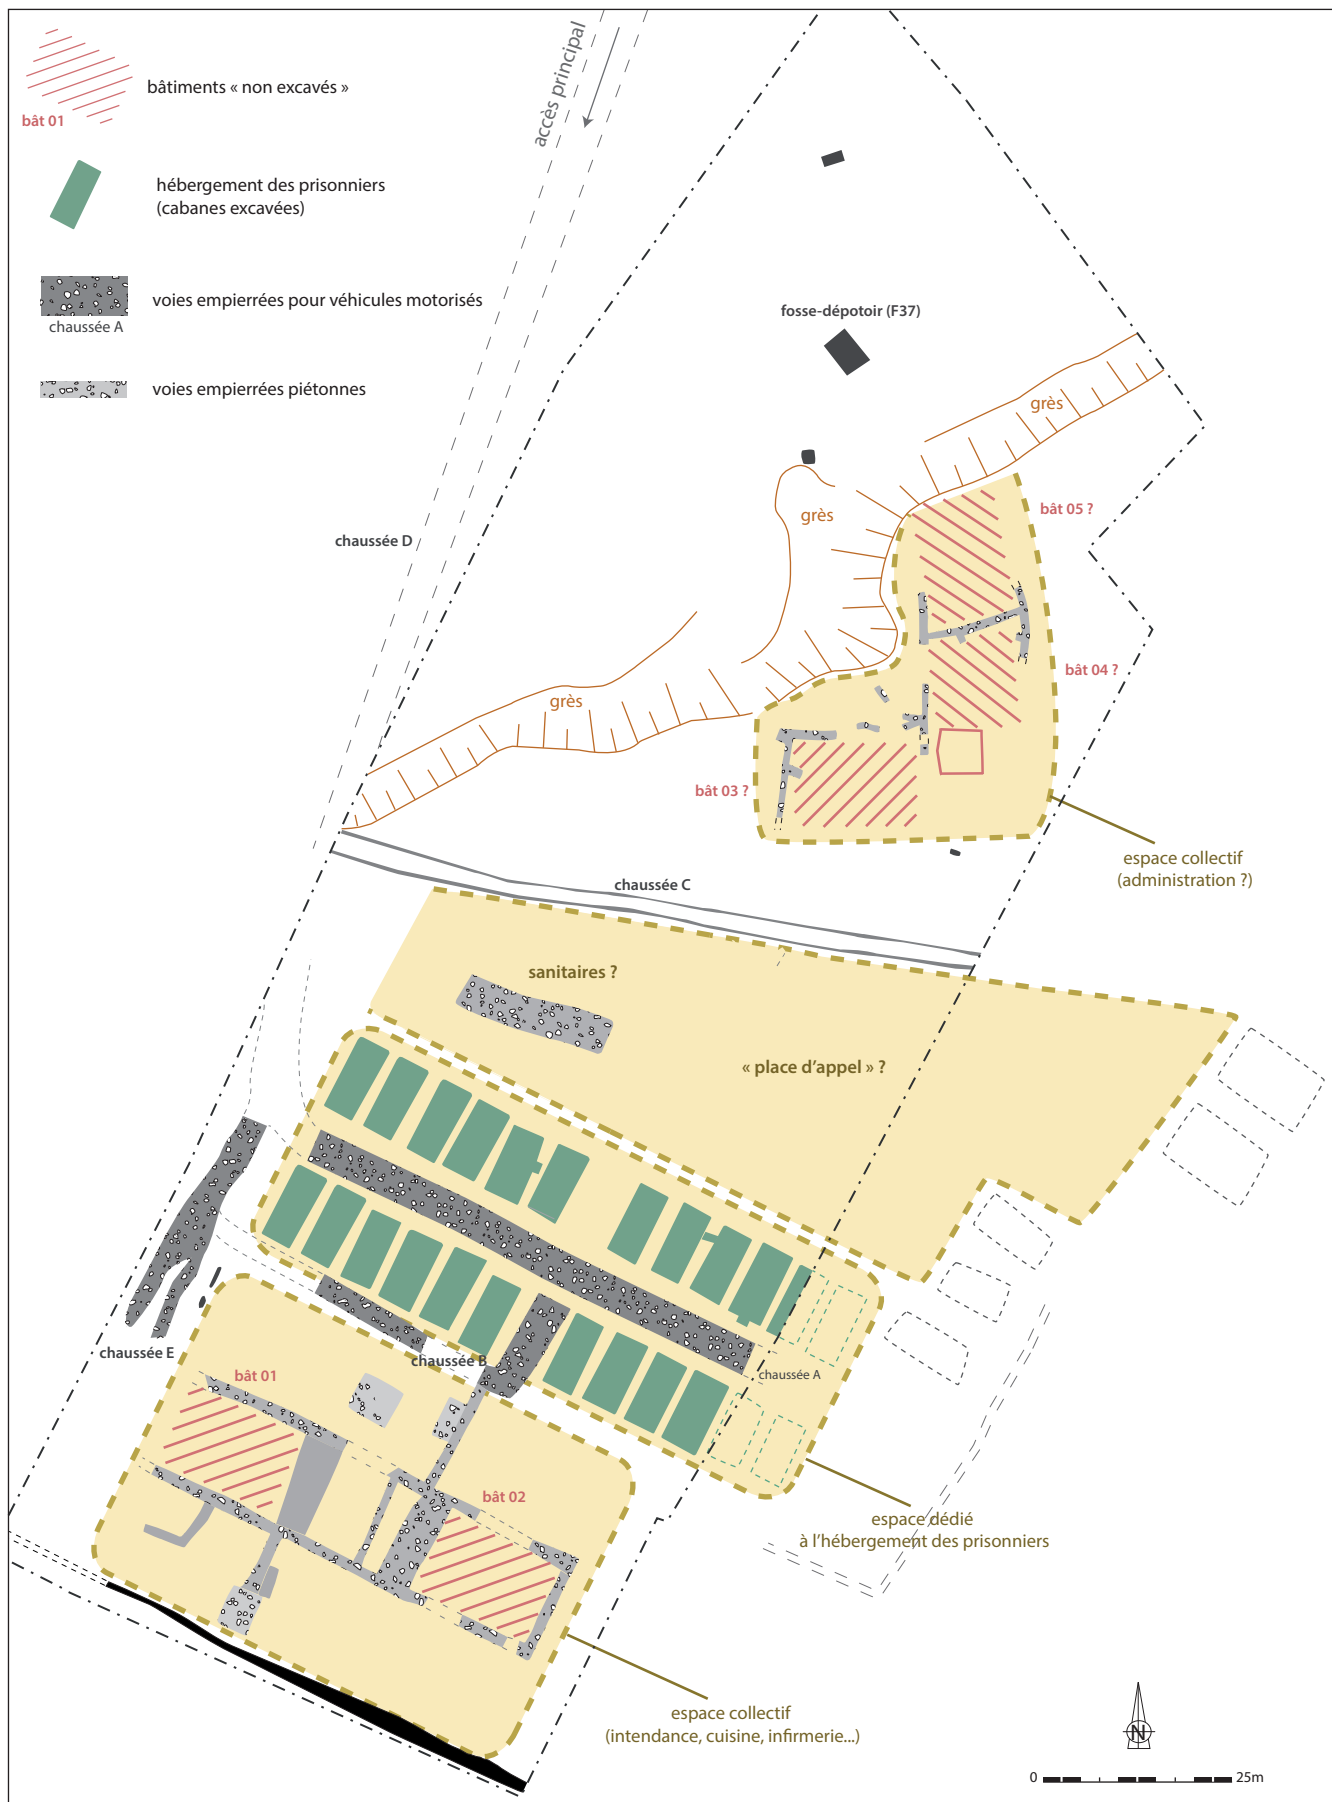 bâtiments « non excavés »
bât 01
hébergement des prisonniers
(cabanes excavées)
voies empierrées pour véhicules motorisés
chaussée A
voies empierrées piétonnes
accès principal
fosse-dépotoir (F37)
grès
grès
bât 05 ?
chaussée D
bât 04 ?
grès
bât 03 ?
espace collectif
(administration ?)
chaussée C
sanitaires ?
« place d'appel » ?
chaussée E
chaussée B
chaussée A
bât 01
bât 02
espace dédié
à l'hébergement des prisonniers
espace collectif
(intendance, cuisine, infirmerie...)
N
0 25m